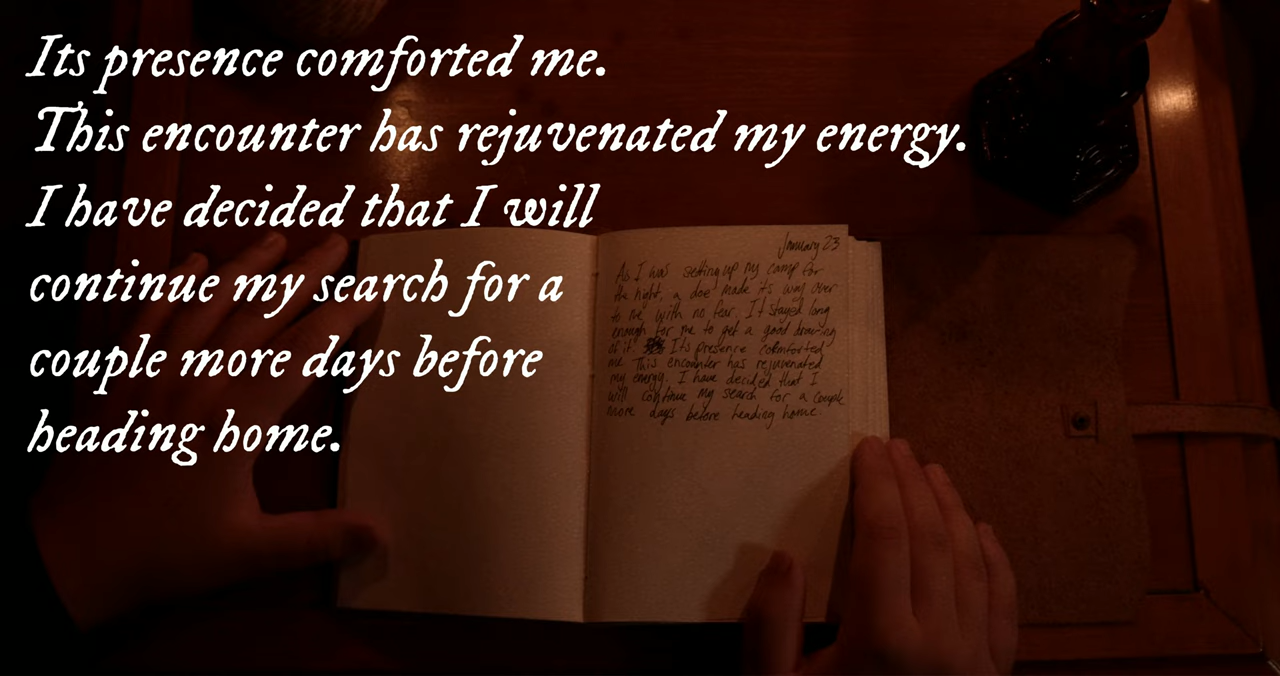 Its presence comforted me.
This encounter has rejuvenated my energy.
I have decided that I will
continue my search for a
couple more days before
heading home.
January 23
As I was setting up my camp for
the night, a doe made its way over
to me with no fear. It stayed long
enough for me to get a good drawing
of it. Its presence comforted
me. This encounter has rejuvenated
my energy. I have decided that I
will continue my search for a couple
more days before heading home.